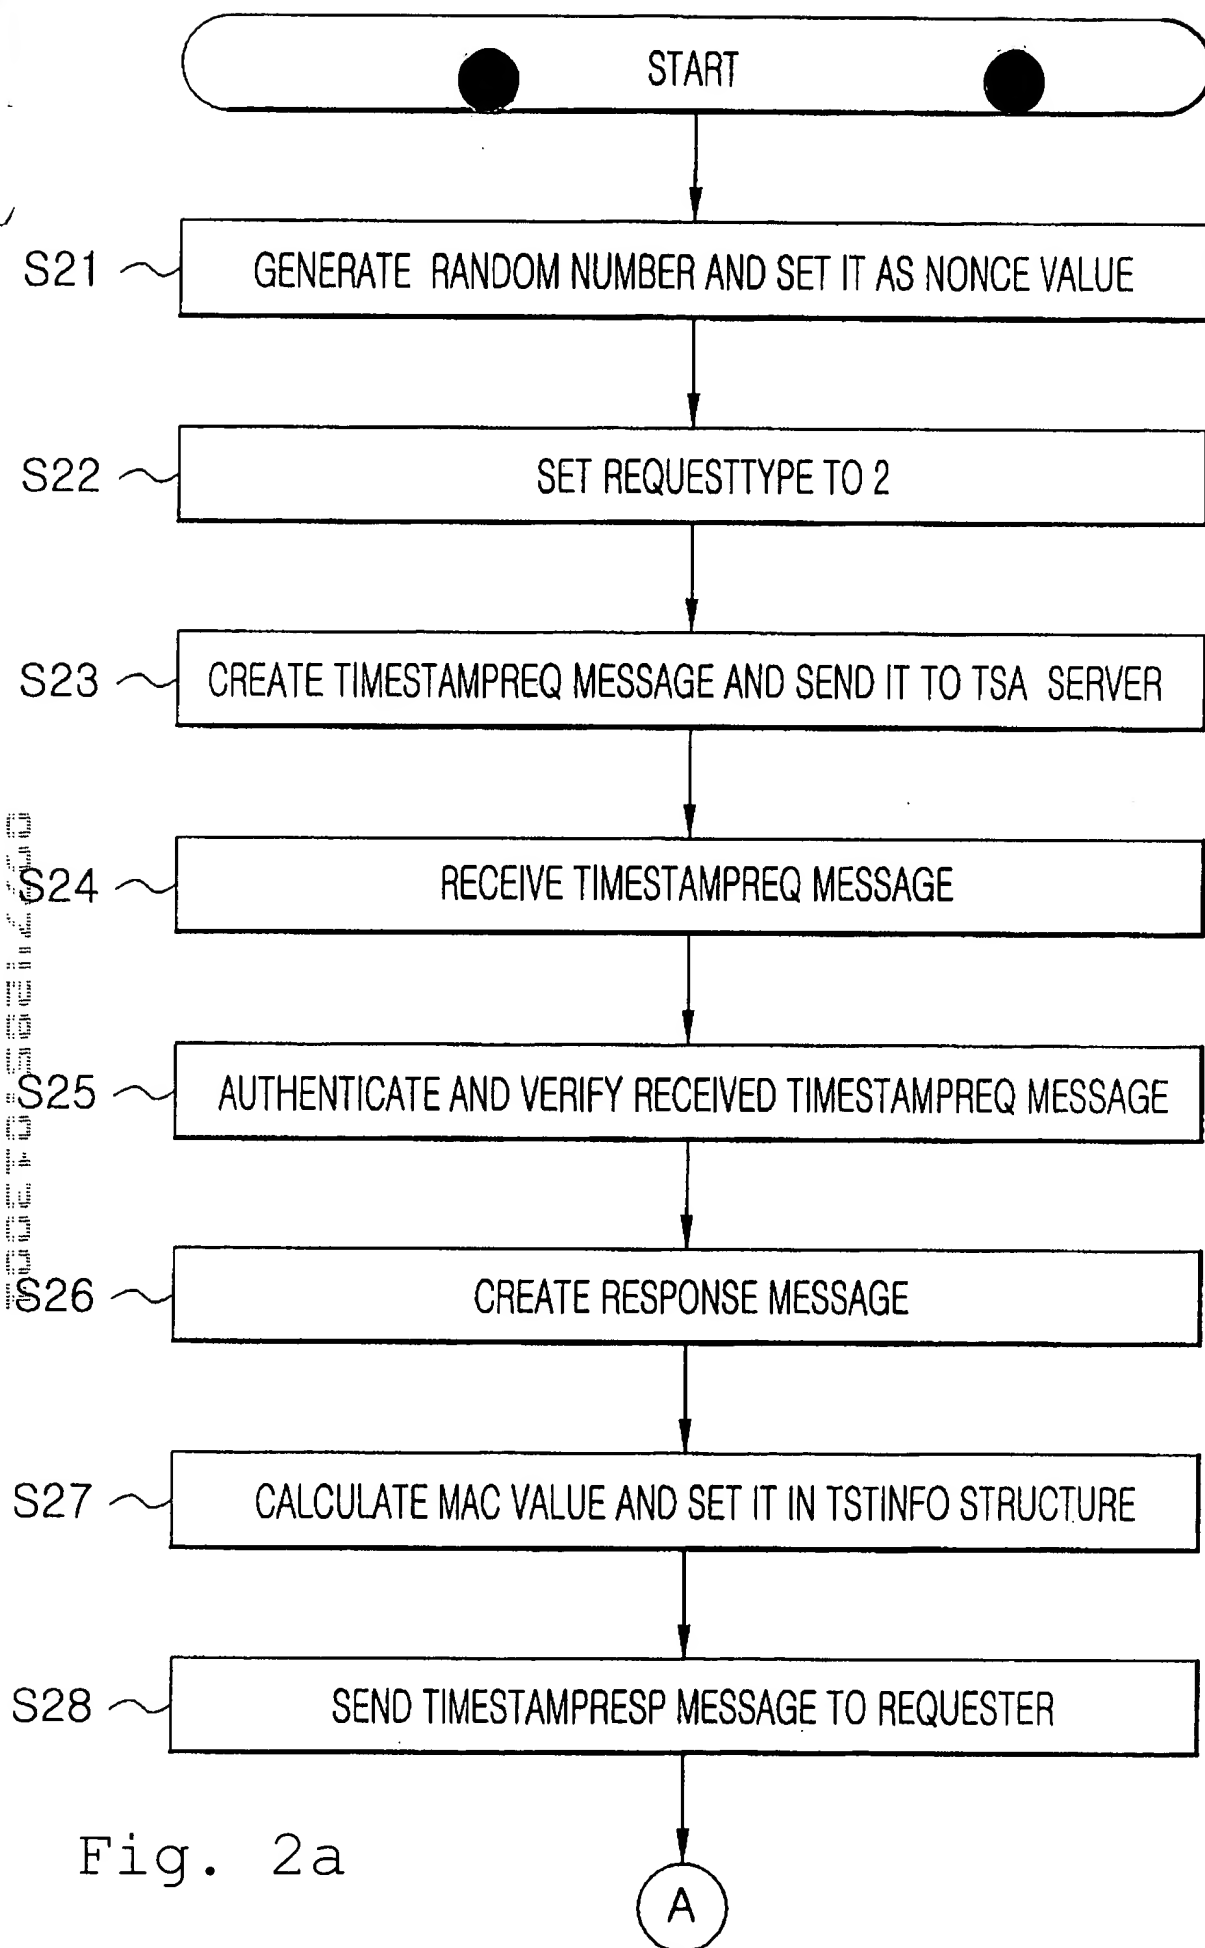 START
S21 GENERATE RANDOM NUMBER AND SET IT AS NONCE VALUE
S22 SET REQUESTTYPE TO 2
S23 CREATE TIMESTAMPREQ MESSAGE AND SEND IT TO TSA SERVER
S24 RECEIVE TIMESTAMPREQ MESSAGE
S25 AUTHENTICATE AND VERIFY RECEIVED TIMESTAMPREQ MESSAGE
S26 CREATE RESPONSE MESSAGE
S27 CALCULATE MAC VALUE AND SET IT IN TSTINFO STRUCTURE
S28 SEND TIMESTAMPRESP MESSAGE TO REQUESTER
Fig. 2a
A